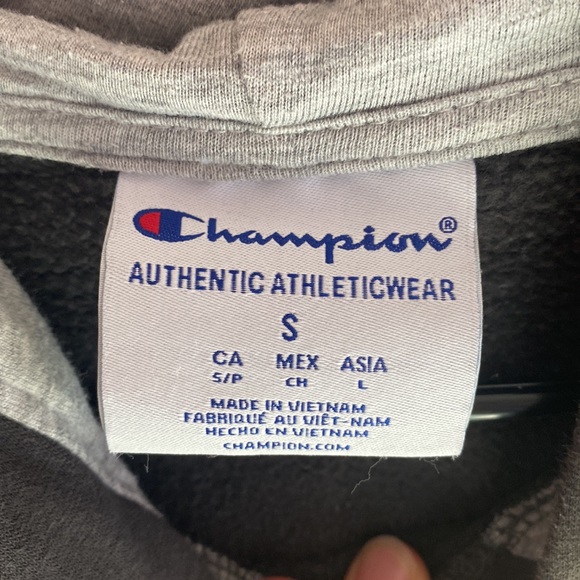 Champion®
AUTHENTIC ATHLETICWEAR
S
CA MEX ASIA
S/P CH L
MADE IN VIETNAM
FABRIQUÉ AU VIÊT-NAM
HECHO EN VIETNAM
CHAMPION.COM